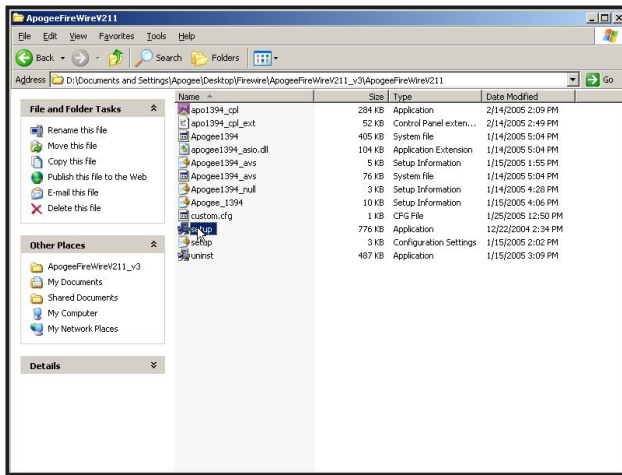 ApogeeFireWireV211
File Edit View Favorites Tools Help
Back Search Folders
Address D:\Documents and Settings\Apogee\Desktop\Firewire\ApogeeFireWireV211_v3\ApogeeFireWireV211 Go
File and Folder Tasks
Rename this file
Move this file
Copy this file
Publish this file to the Web
E-mail this file
Delete this file
Other Places
ApogeeFireWireV211_v3
My Documents
Shared Documents
My Computer
My Network Places
Details
Name Size Type Date Modified
apo1394_cpl 284 KB Application 2/14/2005 2:09 PM
apo1394_cpl_ext 52 KB Control Panel exten... 2/14/2005 2:49 PM
Apogee1394 405 KB System file 1/14/2005 5:04 PM
apogee1394_asio.dll 104 KB Application Extension 1/14/2005 5:04 PM
Apogee1394_avs 5 KB Setup Information 1/15/2005 1:55 PM
Apogee1394_avs 76 KB System file 1/14/2005 5:04 PM
Apogee1394_null 3 KB Setup Information 1/14/2005 4:28 PM
Apogee_1394 10 KB Setup Information 1/15/2005 4:06 PM
custom.cfg 1 KB CFG File 1/25/2005 12:50 PM
setup 776 KB Application 12/22/2004 2:34 PM
setup 3 KB Configuration Settings 1/15/2005 2:02 PM
uninst 487 KB Application 1/15/2005 3:09 PM